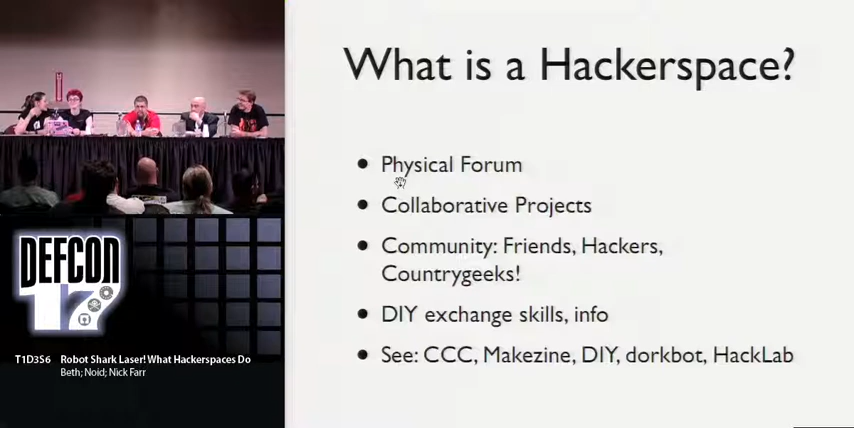 What is a Hackerspace?
Physical Forum
Collaborative Projects
Community: Friends, Hackers,
Countrygeeks!
DIY exchange skills, info
See: CCC, Makezine, DIY, dorkbot, HackLab
DEFCON
17
T1D3S6 Robot Shark Laser! What Hackerspaces Do
Beth; Noid; Nick Farr